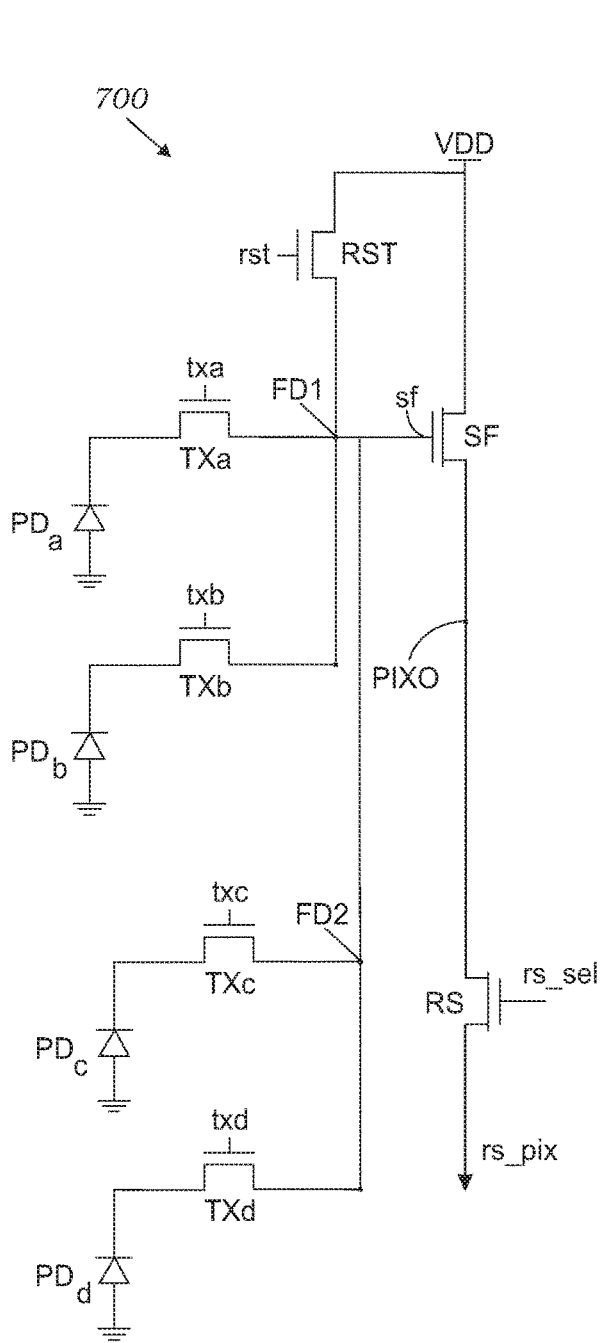 700
VDD
rst
RST
txa
FD1
sf
SF
TXa
PDa
txb
TXb
PIXO
PDb
txc
FD2
TXc
rs_sel
RS
PDc
txd
rs_pix
TXd
PDd